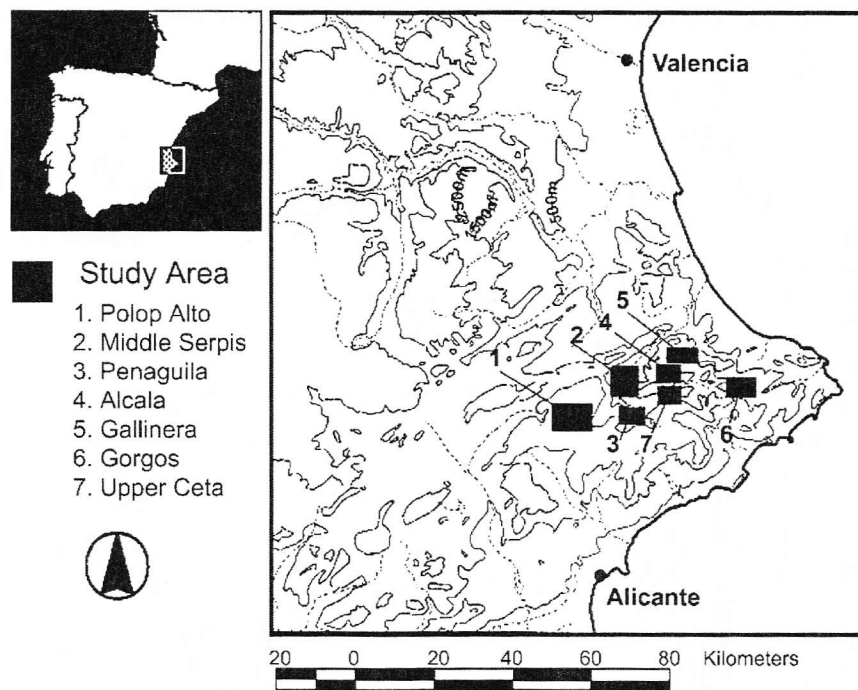 Valencia
500m
1500m
Study Area
1. Polop Alto
2. Middle Serpis
3. Penaguila
4. Alcala
5. Gallinera
6. Gorgos
7. Upper Ceta
5
4
2
1
3
7
6
Alicante
20 0 20 40 60 80 Kilometers